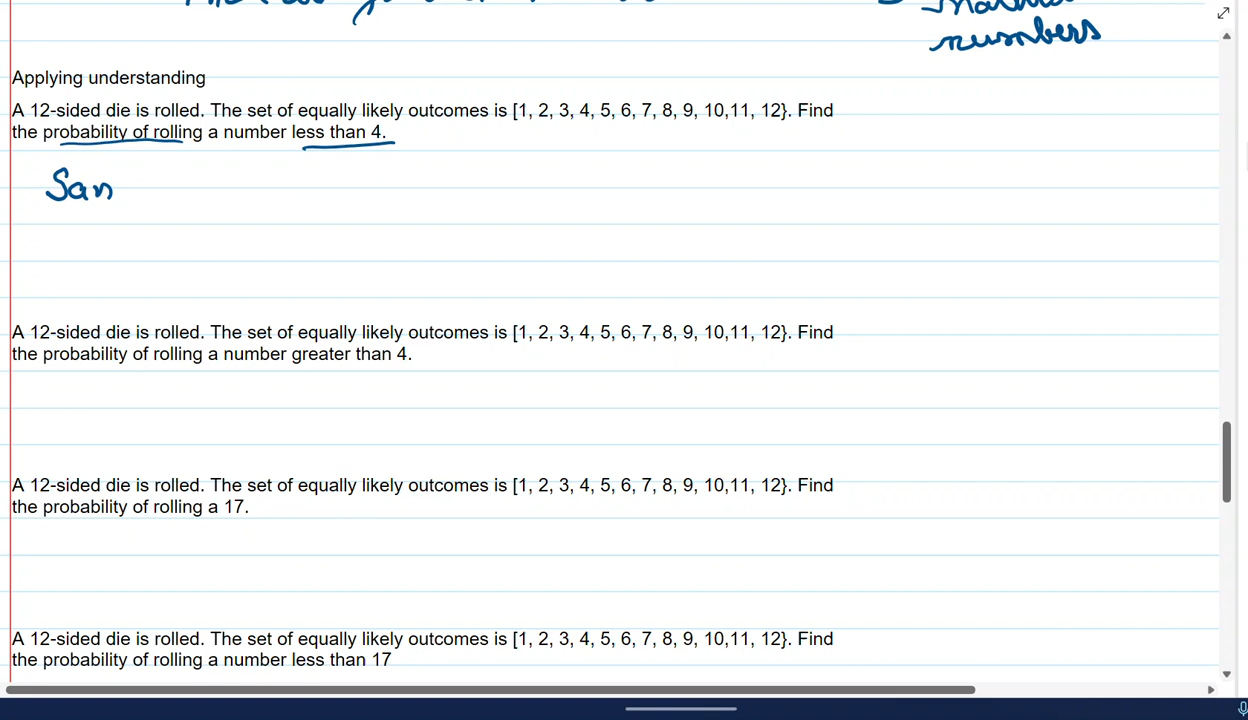 numbers
Applying understanding
A 12-sided die is rolled. The set of equally likely outcomes is [1, 2, 3, 4, 5, 6, 7, 8, 9, 10,11, 12}. Find
the probability of rolling a number less than 4.
San
A 12-sided die is rolled. The set of equally likely outcomes is [1, 2, 3, 4, 5, 6, 7, 8, 9, 10,11, 12}. Find
the probability of rolling a number greater than 4.
A 12-sided die is rolled. The set of equally likely outcomes is [1, 2, 3, 4, 5, 6, 7, 8, 9, 10,11, 12}. Find
the probability of rolling a 17.
A 12-sided die is rolled. The set of equally likely outcomes is [1, 2, 3, 4, 5, 6, 7, 8, 9, 10,11, 12}. Find
the probability of rolling a number less than 17